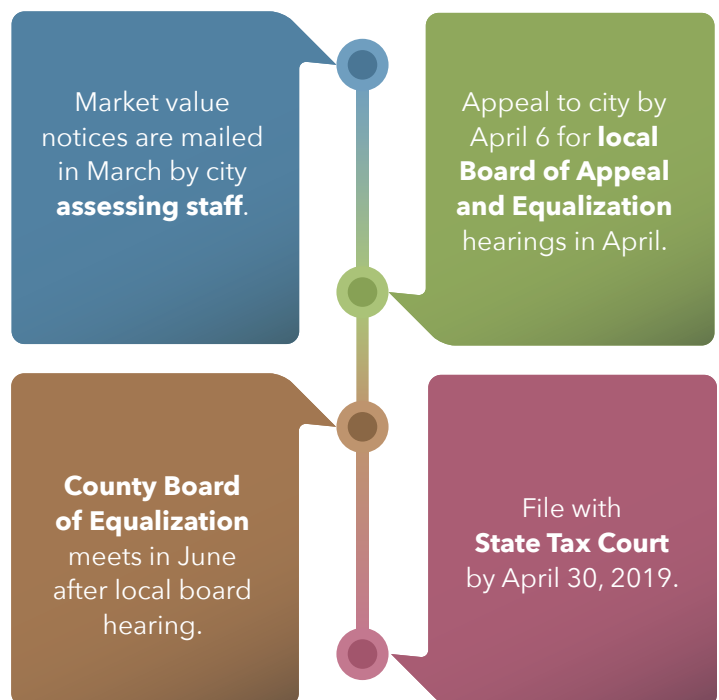 Market value
notices are mailed
in March by city
assessing staff.
Appeal to city by
April 6 for local
Board of Appeal
and Equalization
hearings in April.
County Board
of Equalization
meets in June
after local board
hearing.
File with
State Tax Court
by April 30, 2019.